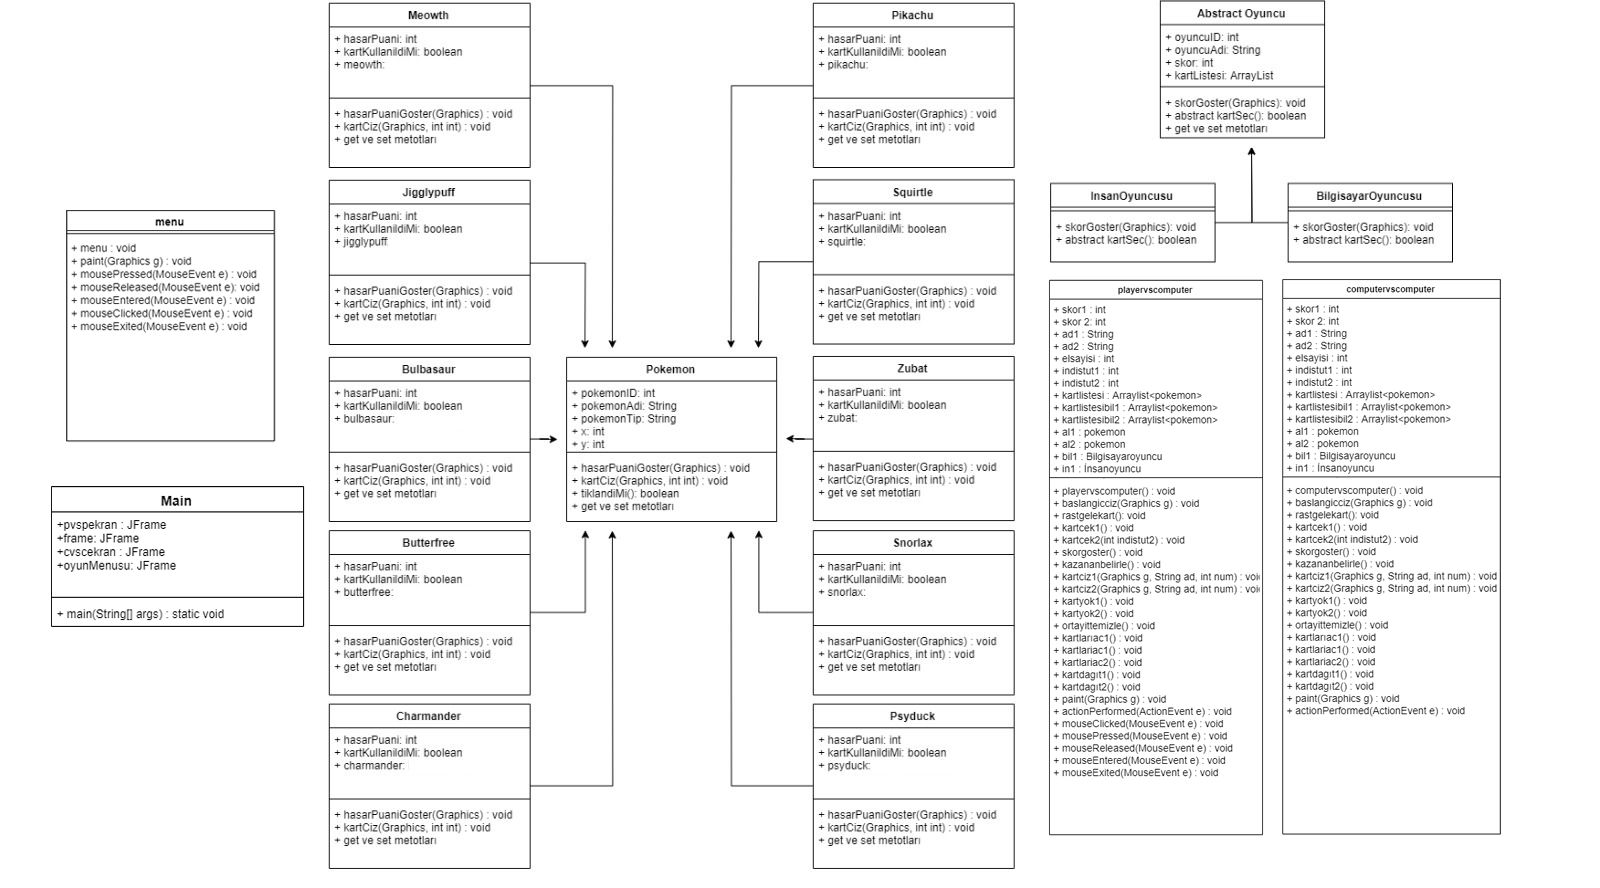 menu
+ menu : void
+ paint(Graphics g) : void
+ mousePressed(MouseEvent e) : void
+ mouseReleased(MouseEvent e): void
+ mouseEntered(MouseEvent e) : void
+ mouseClicked(MouseEvent e) : void
+ mouseExited(MouseEvent e) : void
Main
+pvspekran : JFrame
+frame: JFrame
+cvscekran : JFrame
+oyunMenusu: JFrame
+ main(String[] args) : static void
Meowth
+ hasarPuani: int
+ kartKullanildiMi: boolean
+ meowth:
+ hasarPuaniGoster(Graphics) : void
+ kartCiz(Graphics, int int) : void
+ get ve set metotları
Jigglypuff
+ hasarPuani: int
+ kartKullanildiMi: boolean
+ jigglypuff
+ hasarPuaniGoster(Graphics) : void
+ kartCiz(Graphics, int int) : void
+ get ve set metotları
Bulbasaur
+ hasarPuani: int
+ kartKullanildiMi: boolean
+ bulbasaur:
+ hasarPuaniGoster(Graphics) : void
+ kartCiz(Graphics, int int) : void
+ get ve set metotları
Butterfree
+ hasarPuani: int
+ kartKullanildiMi: boolean
+ butterfree:
+ hasarPuaniGoster(Graphics) : void
+ kartCiz(Graphics, int int) : void
+ get ve set metotları
Charmander
+ hasarPuani: int
+ kartKullanildiMi: boolean
+ charmander:
+ hasarPuaniGoster(Graphics) : void
+ kartCiz(Graphics, int int) : void
+ get ve set metotları
Pokemon
+ pokemonID: int
+ pokemonAdi: String
+ pokemonTip: String
+ x: int
+ y: int
+ hasarPuaniGoster(Graphics) : void
+ kartCiz(Graphics, int int) : void
+ tiklandiMi(): boolean
+ get ve set metotları
Pikachu
+ hasarPuani: int
+ kartKullanildiMi: boolean
+ pikachu:
+ hasarPuaniGoster(Graphics) : void
+ kartCiz(Graphics, int int) : void
+ get ve set metotları
Squirtle
+ hasarPuani: int
+ kartKullanildiMi: boolean
+ squirtle:
+ hasarPuaniGoster(Graphics) : void
+ kartCiz(Graphics, int int) : void
+ get ve set metotları
Zubat
+ hasarPuani: int
+ kartKullanildiMi: boolean
+ zubat:
+ hasarPuaniGoster(Graphics) : void
+ kartCiz(Graphics, int int) : void
+ get ve set metotları
Snorlax
+ hasarPuani: int
+ kartKullanildiMi: boolean
+ snorlax:
+ hasarPuaniGoster(Graphics) : void
+ kartCiz(Graphics, int int) : void
+ get ve set metotları
Psyduck
+ hasarPuani: int
+ kartKullanildiMi: boolean
+ psyduck:
+ hasarPuaniGoster(Graphics) : void
+ kartCiz(Graphics, int int) : void
+ get ve set metotları
Abstract Oyuncu
+ oyuncuID: int
+ oyuncuAdi: String
+ skor: int
+ kartListesi: ArrayList
+ skorGoster(Graphics): void
+ abstract kartSec(): boolean
+ get ve set metotları
InsanOyuncusu
+ skorGoster(Graphics): void
+ abstract kartSec(): boolean
BilgisayarOyuncusu
+ skorGoster(Graphics): void
+ abstract kartSec(): boolean
playervscomputer
+ skor1 : int
+ skor 2: int
+ ad1 : String
+ ad2 : String
+ elsayisi : int
+ indistut1 : int
+ indistut2 : int
+ kartlistesi : Arraylist<pokemon>
+ kartlistesibil1 : Arraylist<pokemon>
+ kartlistesibil2 : Arraylist<pokemon>
+ al1 : pokemon
+ al2 : pokemon
+ bil1 : Bilgisayaroyuncu
+ in1 : İnsanoyuncu
+ playervscomputer() : void
+ baslangicciz(Graphics g) : void
+ rastgelekart(): void
+ kartcek1() : void
+ kartcek2(int indistut2) : void
+ skorgoster() : void
+ kazananbelirle() : void
+ kartciz1(Graphics g, String ad, int num) : voi
+ kartciz2(Graphics g, String ad, int num) : voi
+ kartyok1() : void
+ kartyok2() : void
+ ortayittemizle() : void
+ kartlarıac1() : void
+ kartlariac1() : void
+ kartlariac2() : void
+ kartdagıt1() : void
+ kartdagıt2() : void
+ paint(Graphics g) : void
+ actionPerformed(ActionEvent e) : void
+ mouseClicked(MouseEvent e) : void
+ mousePressed(MouseEvent e) : void
+ mouseReleased(MouseEvent e) : void
+ mouseEntered(MouseEvent e) : void
+ mouseExited(MouseEvent e) : void
computervscomputer
+ skor1 : int
+ skor 2: int
+ ad1 : String
+ ad2 : String
+ elsayisi : int
+ indistut1 : int
+ indistut2 : int
+ kartlistesi : Arraylist<pokemon>
+ kartlistesibil1 : Arraylist<pokemon>
+ kartlistesibil2 : Arraylist<pokemon>
+ al1 : pokemon
+ al2 : pokemon
+ bil1 : Bilgisayaroyuncu
+ in1 : İnsanoyuncu
+ computervscomputer() : void
+ baslangicciz(Graphics g) : void
+ rastgelekart(): void
+ kartcek1() : void
+ kartcek2(int indistut2) : void
+ skorgoster() : void
+ kazananbelirle() : void
+ kartciz1(Graphics g, String ad, int num) : void
+ kartciz2(Graphics g, String ad, int num) : void
+ kartyok1() : void
+ kartyok2() : void
+ ortayittemizle() : void
+ kartlarıac1() : void
+ kartlariac1() : void
+ kartlariac2() : void
+ kartdagıt1() : void
+ kartdagıt2() : void
+ paint(Graphics g) : void
+ actionPerformed(ActionEvent e) : void